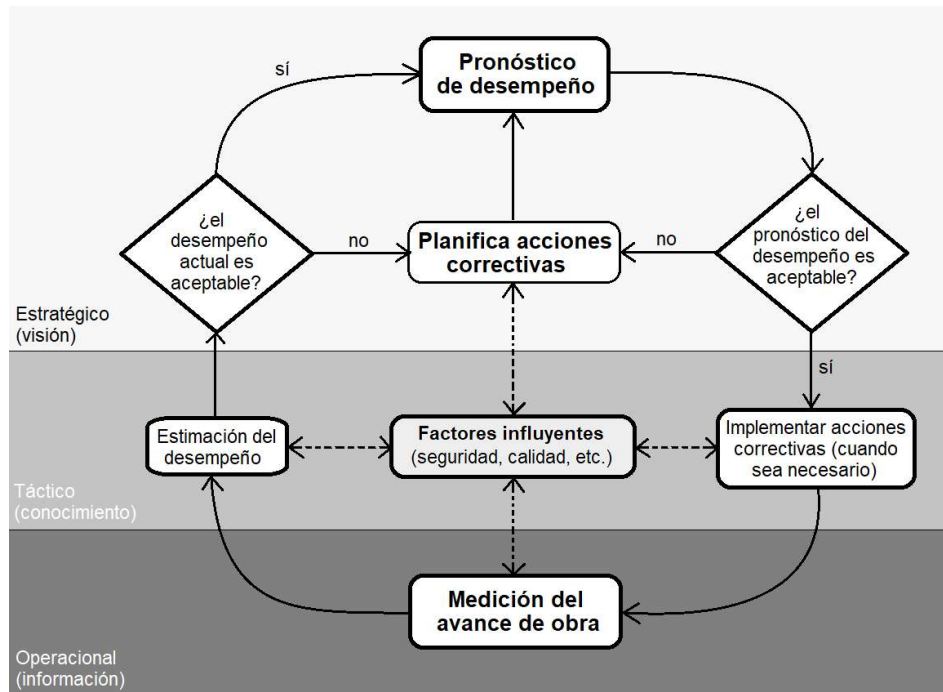 Pronóstico
de desempeño
sí
¿el
desempeño
actual es
aceptable?
no
Planifica acciones
correctivas
no
¿el
pronóstico del
desempeño es
aceptable?
Estratégico
(visión)
sí
Estimación del
desempeño
Factores influyentes
(seguridad, calidad, etc.)
Implementar acciones
correctivas (cuando
sea necesario)
Táctico
(conocimiento)
Medición del
avance de obra
Operacional
(información)